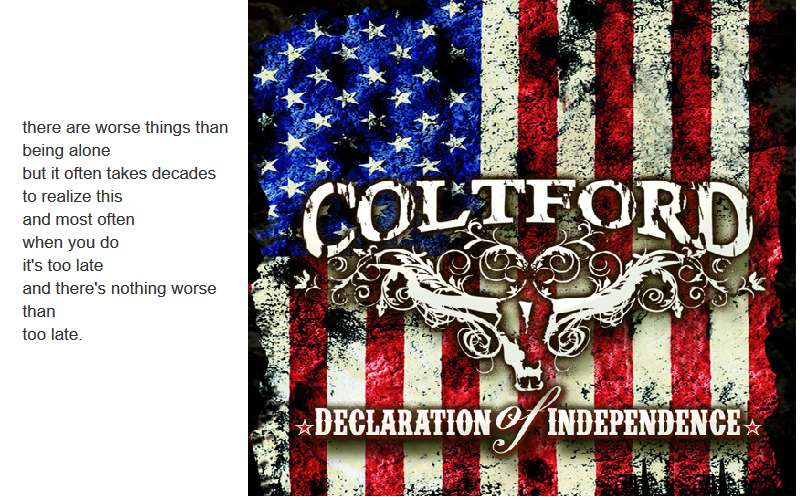 there are worse things than
being alone
but it often takes decades
to realize this
and most often
when you do
it's too late
and there's nothing worse
than
too late.
COLTFORD
DECLARATION of INDEPENDENCE